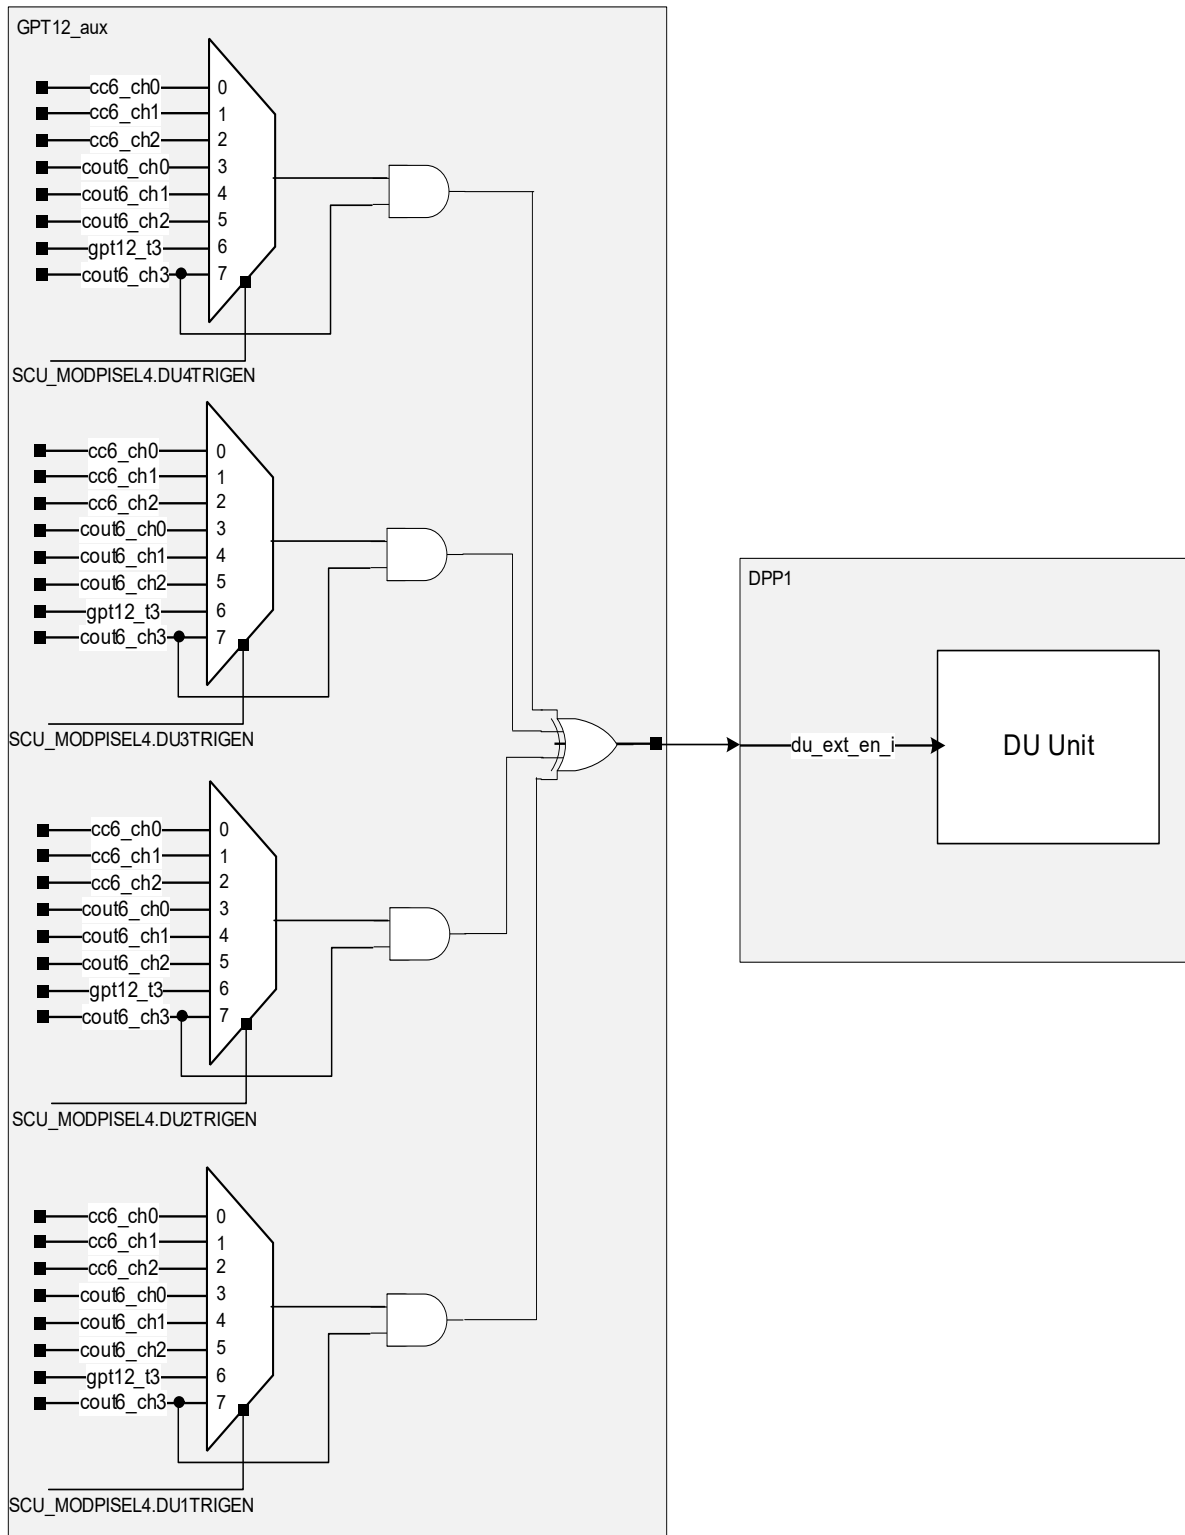 GPT12_aux
cc6_ch0 0
cc6_ch1 1
cc6_ch2 2
cout6_ch0 3
cout6_ch1 4
cout6_ch2 5
gpt12_t3 6
cout6_ch3 7
SCU_MODPISEL4.DU4TRIGEN
cc6_ch0 0
cc6_ch1 1
cc6_ch2 2
cout6_ch0 3
cout6_ch1 4
cout6_ch2 5
gpt12_t3 6
cout6_ch3 7
SCU_MODPISEL4.DU3TRIGEN
DPP1
du_ext_en_i
DU Unit
cc6_ch0 0
cc6_ch1 1
cc6_ch2 2
cout6_ch0 3
cout6_ch1 4
cout6_ch2 5
gpt12_t3 6
cout6_ch3 7
SCU_MODPISEL4.DU2TRIGEN
cc6_ch0 0
cc6_ch1 1
cc6_ch2 2
cout6_ch0 3
cout6_ch1 4
cout6_ch2 5
gpt12_t3 6
cout6_ch3 7
SCU_MODPISEL4.DU1TRIGEN